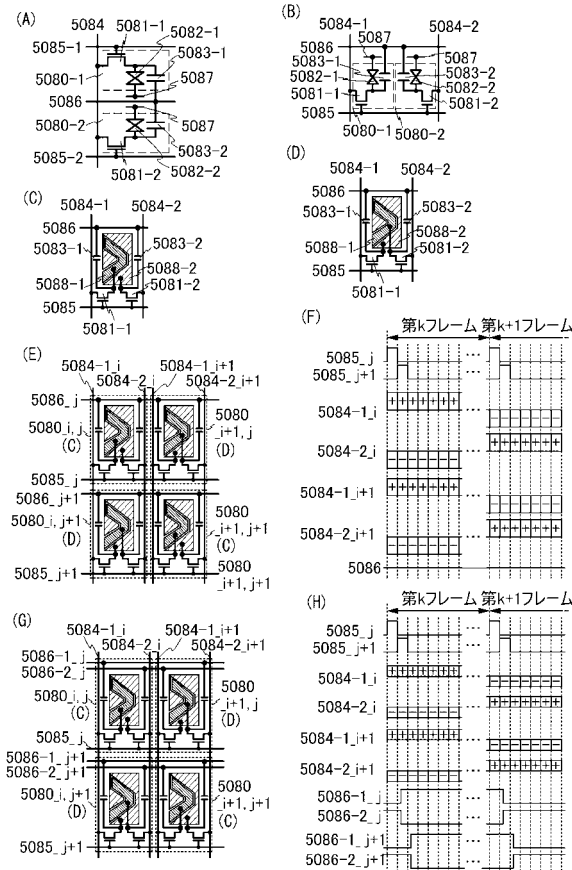 (A)
5084
5081-1
5082-1
5085-1
5083-1
5080-1
5087
5086
5080-2
5087
5085-2
5083-2
5081-2
5082-2
(B)
5084-1
5084-2
5086
5087
5087
5083-1
5083-2
5082-1
5082-2
5081-1
5081-2
5085
5080-1
5080-2
(C)
5084-1
5084-2
5086
5083-1
5083-2
5088-1
5088-2
5085
5081-2
5081-1
(D)
5084-1
5084-2
5086
5083-1
5083-2
5088-2
5088-1
5081-2
5085
5081-1
(E)
5084-1_i
5084-1_i+1
5084-2_i
5084-2_i+1
5086_j
5080_i, j
(C)
5080
_i+1, j
(D)
5085_j
5086_j+1
5080_i, j+1
(D)
5080
_i+1, j+1
(C)
5085_j+1
5080
_i+1, j+1
(F)
第kフレーム
第k+1フレーム
5085_j
5085_j+1
5084-1_i
+++++++ ··· −−−−−−−
5084-2_i
−−−−−−− ··· +++++++
5084-1_i+1
+++++++ ··· −−−−−−−
5084-2_i+1
−−−−−−− ··· +++++++
5086
(G)
5084-1_i
5084-1_i+1
5084-2_i
5084-2_i+1
5086-1_j
5086-2_j
5080_i, j
(C)
5080
_i+1, j
(D)
5085_j
5086-1_j+1
5086-2_j+1
5080_i, j+1
(D)
5080
_i+1, j+1
(C)
5085_j+1
(H)
第kフレーム
第k+1フレーム
5085_j
5085_j+1
5084-1_i
+++++++ ··· −−−−−−−
5084-2_i
−−−−−−− ··· +++++++
5084-1_i+1
+++++++ ··· −−−−−−−
5084-2_i+1
−−−−−−− ··· +++++++
5086-1_j
5086-2_j
5086-1_j+1
5086-2_j+1